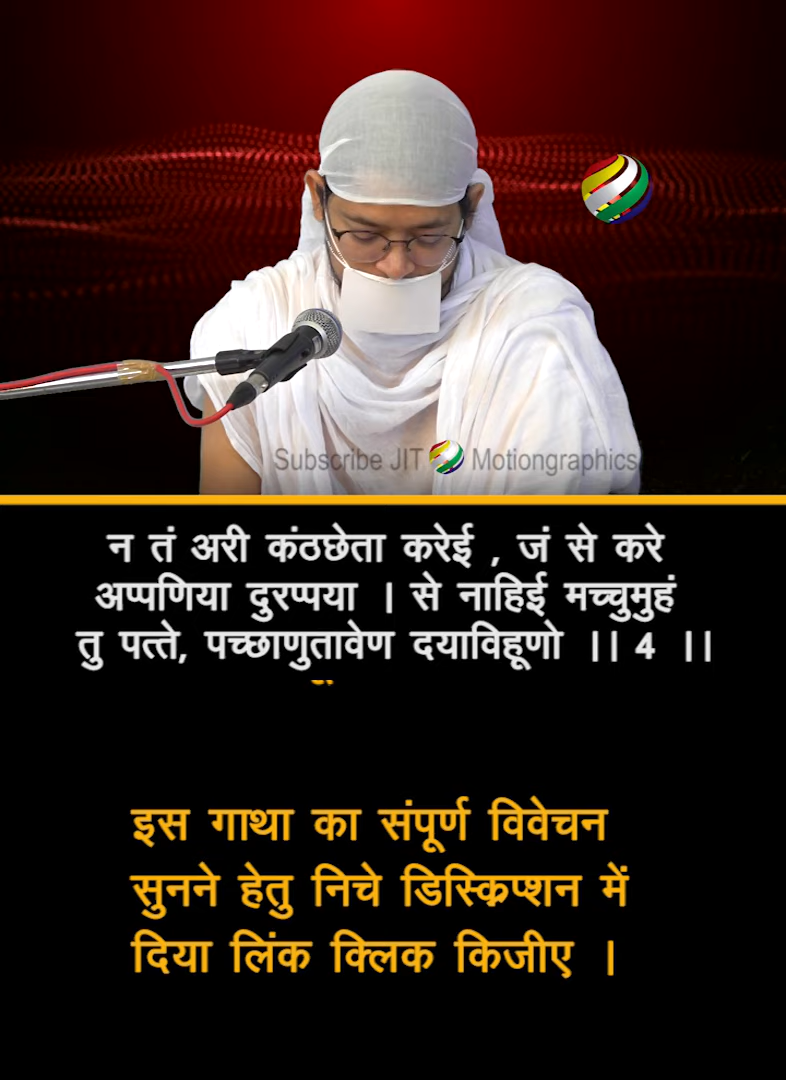 Subscribe JIT Motiongraphics
न तं अरी कंठछेता करेई , जं से करे
अप्पणिया दुरप्पया । से नाहिई मच्चुमुहं
तु पत्ते, पच्छाणुतावेण दयाविहूणो ।। 4 ।।
इस गाथा का संपूर्ण विवेचन
सुनने हेतु निचे डिस्क्रिप्शन में
दिया लिंक क्लिक किजीए ।